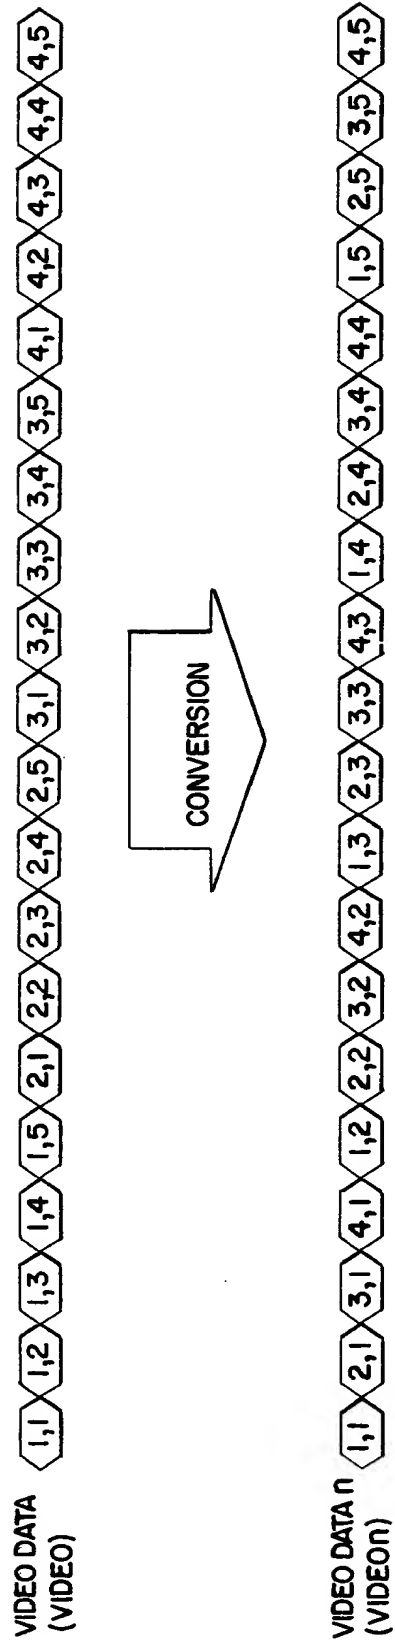 VIDEO DATA
(VIDEO)
1,1 1,2 1,3 1,4 1,5 2,1 2,2 2,3 2,4 2,5 3,1 3,2 3,3 3,4 3,5 4,1 4,2 4,3 4,4 4,5
CONVERSION
VIDEO DATA n
(VIDEOn)
1,1 2,1 3,1 4,1 1,2 2,2 3,2 4,2 1,3 2,3 3,3 4,3 1,4 2,4 3,4 4,4 1,5 2,5 3,5 4,5